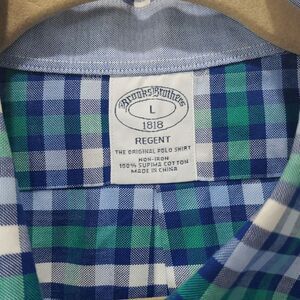 Brooks Brothers
L
1818
REGENT
THE ORIGINAL POLO SHIRT
NON-IRON
100% SUPIMA COTTON
MADE IN CHINA